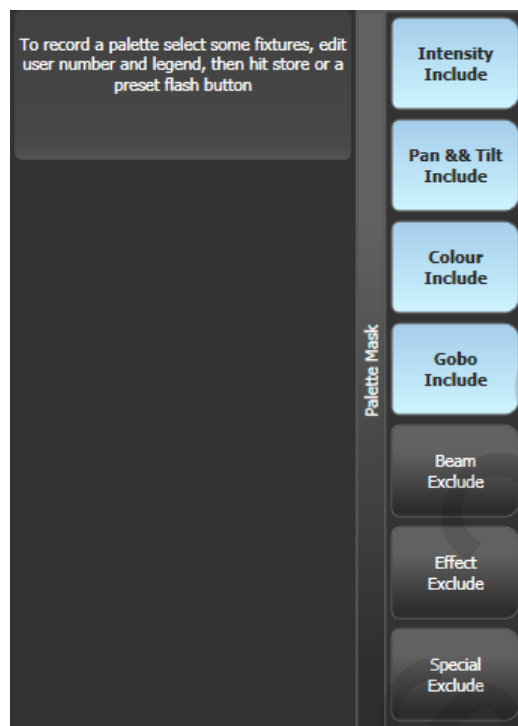 To record a palette select some fixtures, edit
user number and legend, then hit store or a
preset flash button
Palette Mask
Intensity
Include
Pan && Tilt
Include
Colour
Include
Gobo
Include
Beam
Exclude
Effect
Exclude
Special
Exclude